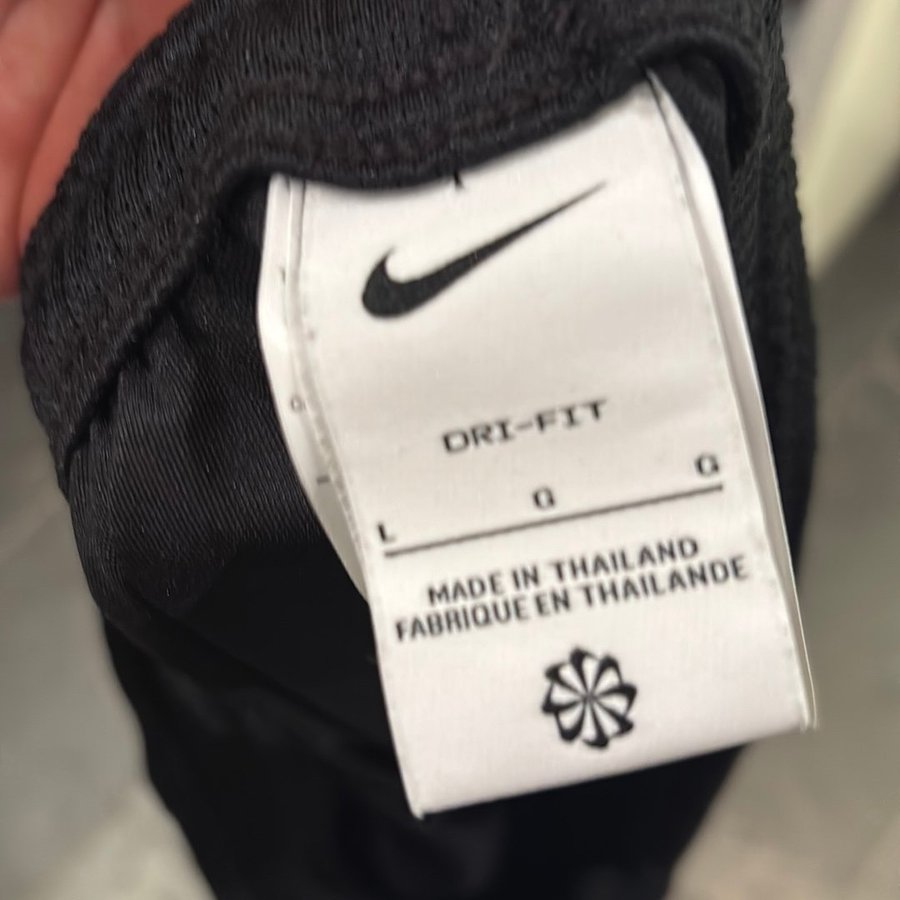 DRI-FIT
L G G
MADE IN THAILAND
FABRIQUE EN THAILANDE